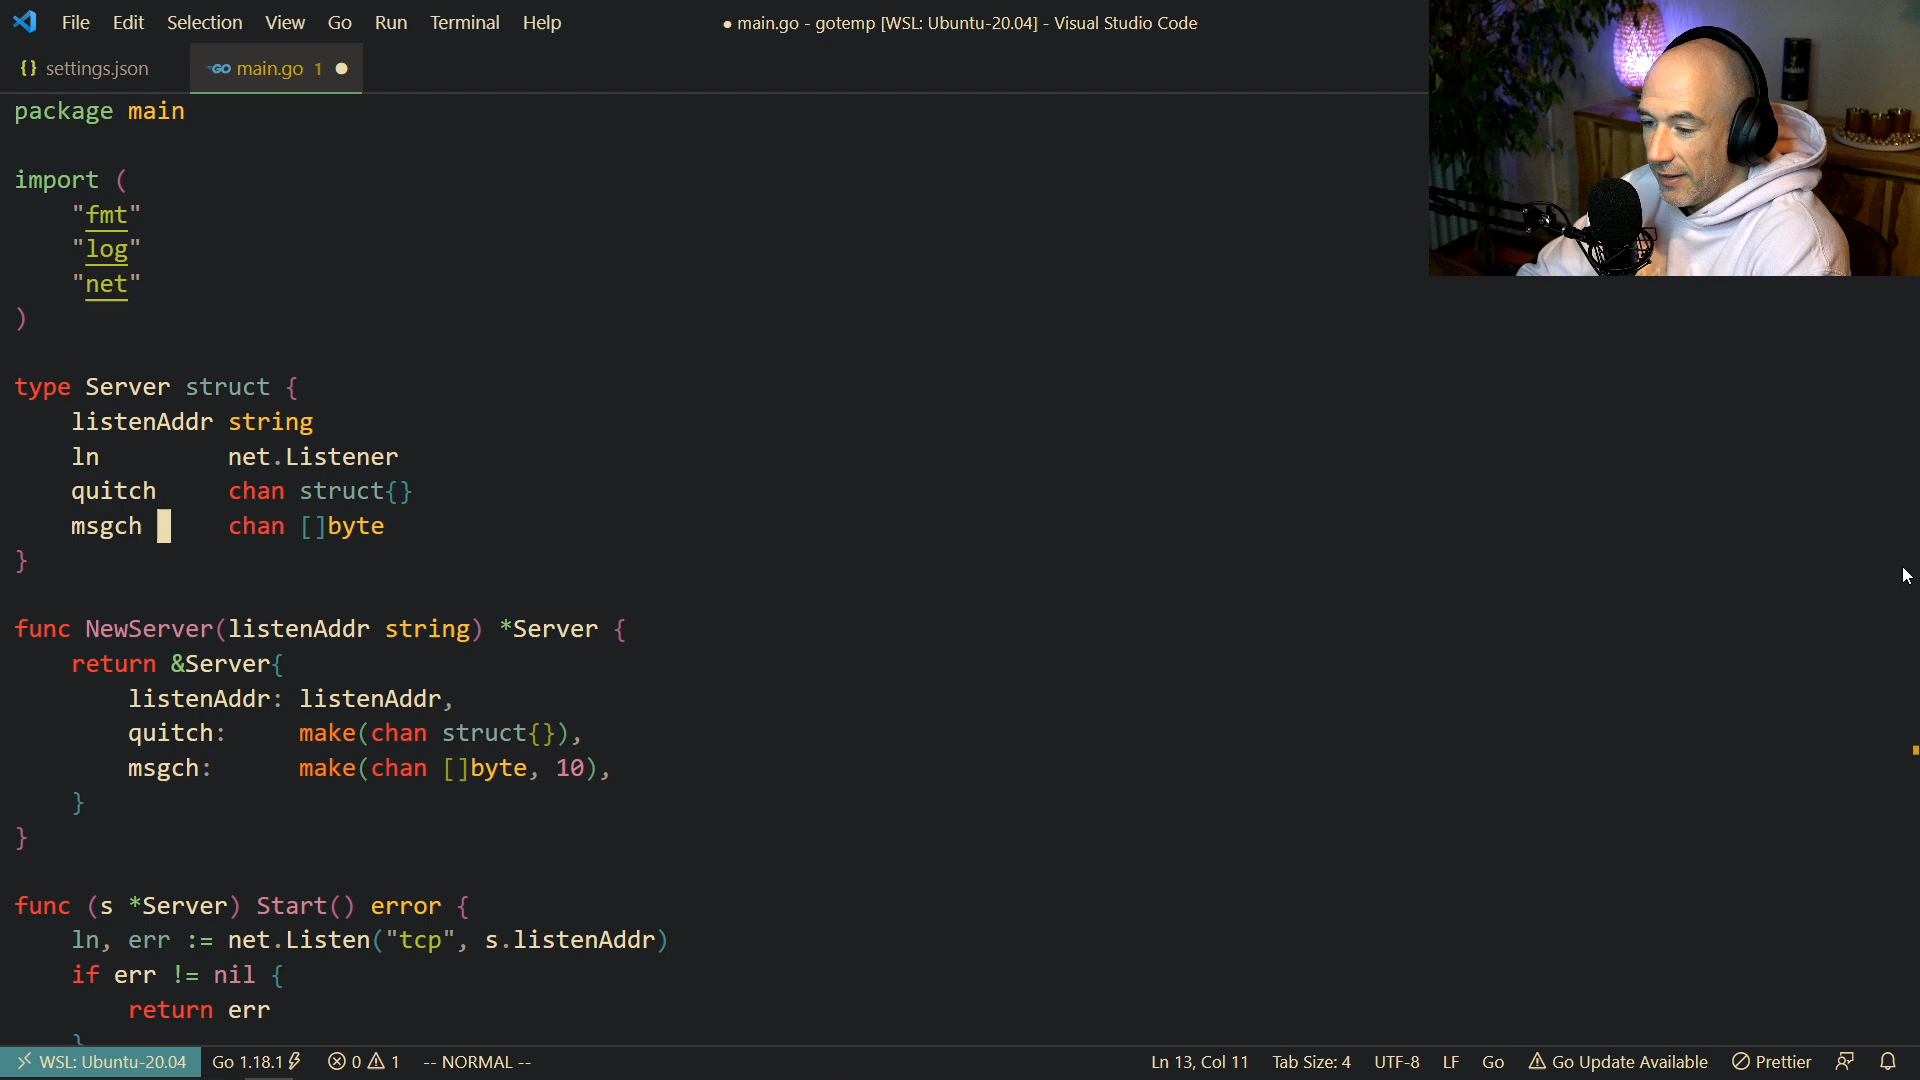 File Edit Selection View Go Run Terminal Help
● main.go - gotemp [WSL: Ubuntu-20.04] - Visual Studio Code
{} settings.json
GO main.go 1 ●
package main
import (
"fmt"
"log"
"net"
)
type Server struct {
listenAddr string
ln net.Listener
quitch chan struct{}
msgch chan []byte
}
func NewServer(listenAddr string) *Server {
return &Server{
listenAddr: listenAddr,
quitch: make(chan struct{}),
msgch: make(chan []byte, 10),
}
}
func (s *Server) Start() error {
ln, err := net.Listen("tcp", s.listenAddr)
if err != nil {
return err
}
WSL: Ubuntu-20.04 Go 1.18.1 0 1 -- NORMAL -- Ln 13, Col 11 Tab Size: 4 UTF-8 LF Go Go Update Available Prettier